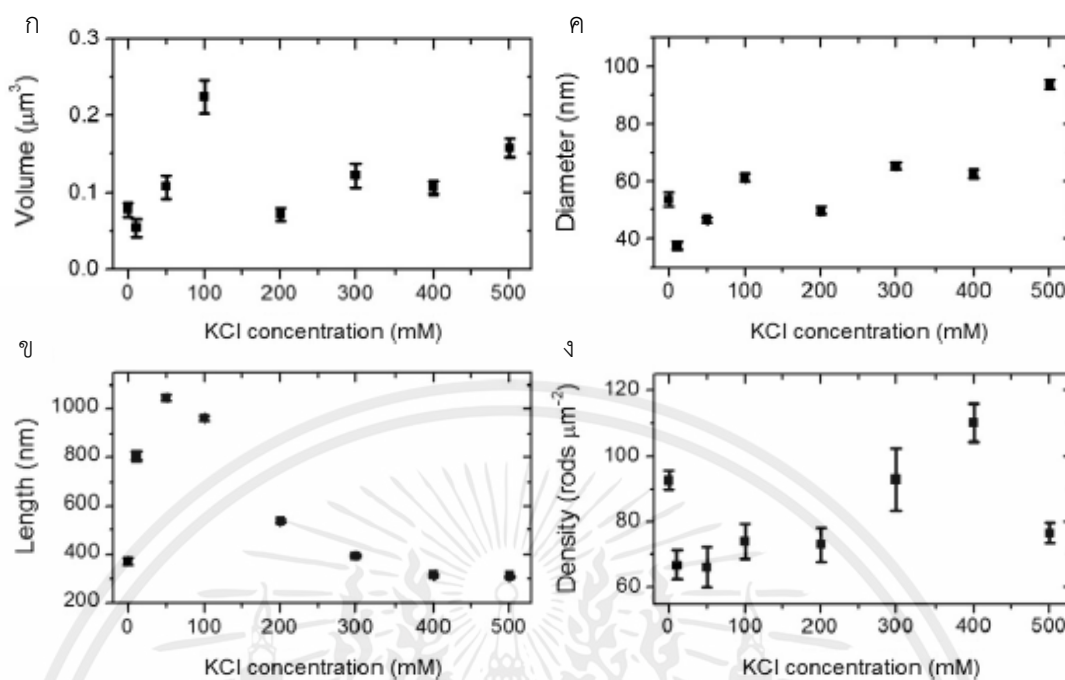 ก
0.3
0.2
0.1
0.0
Volume (μm³)
0 100 200 300 400 500
KCl concentration (mM)
ค
100
80
60
40
Diameter (nm)
0 100 200 300 400 500
KCl concentration (mM)
ข
1000
800
600
400
200
Length (nm)
0 100 200 300 400 500
KCl concentration (mM)
ง
120
100
80
60
Density (rods μm⁻²)
0 100 200 300 400 500
KCl concentration (mM)